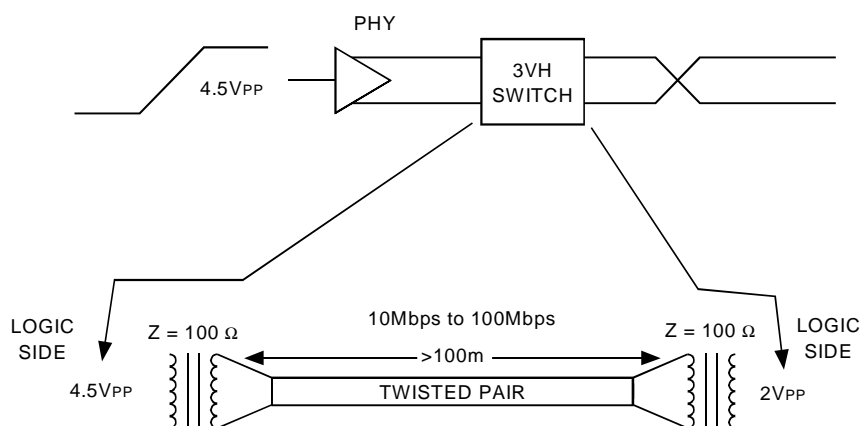 PHY
4.5VPP
3VH
SWITCH
10Mbps to 100Mbps
LOGIC
SIDE
Z = 100 Ω
>100m
Z = 100 Ω
LOGIC
SIDE
4.5VPP
TWISTED PAIR
2VPP